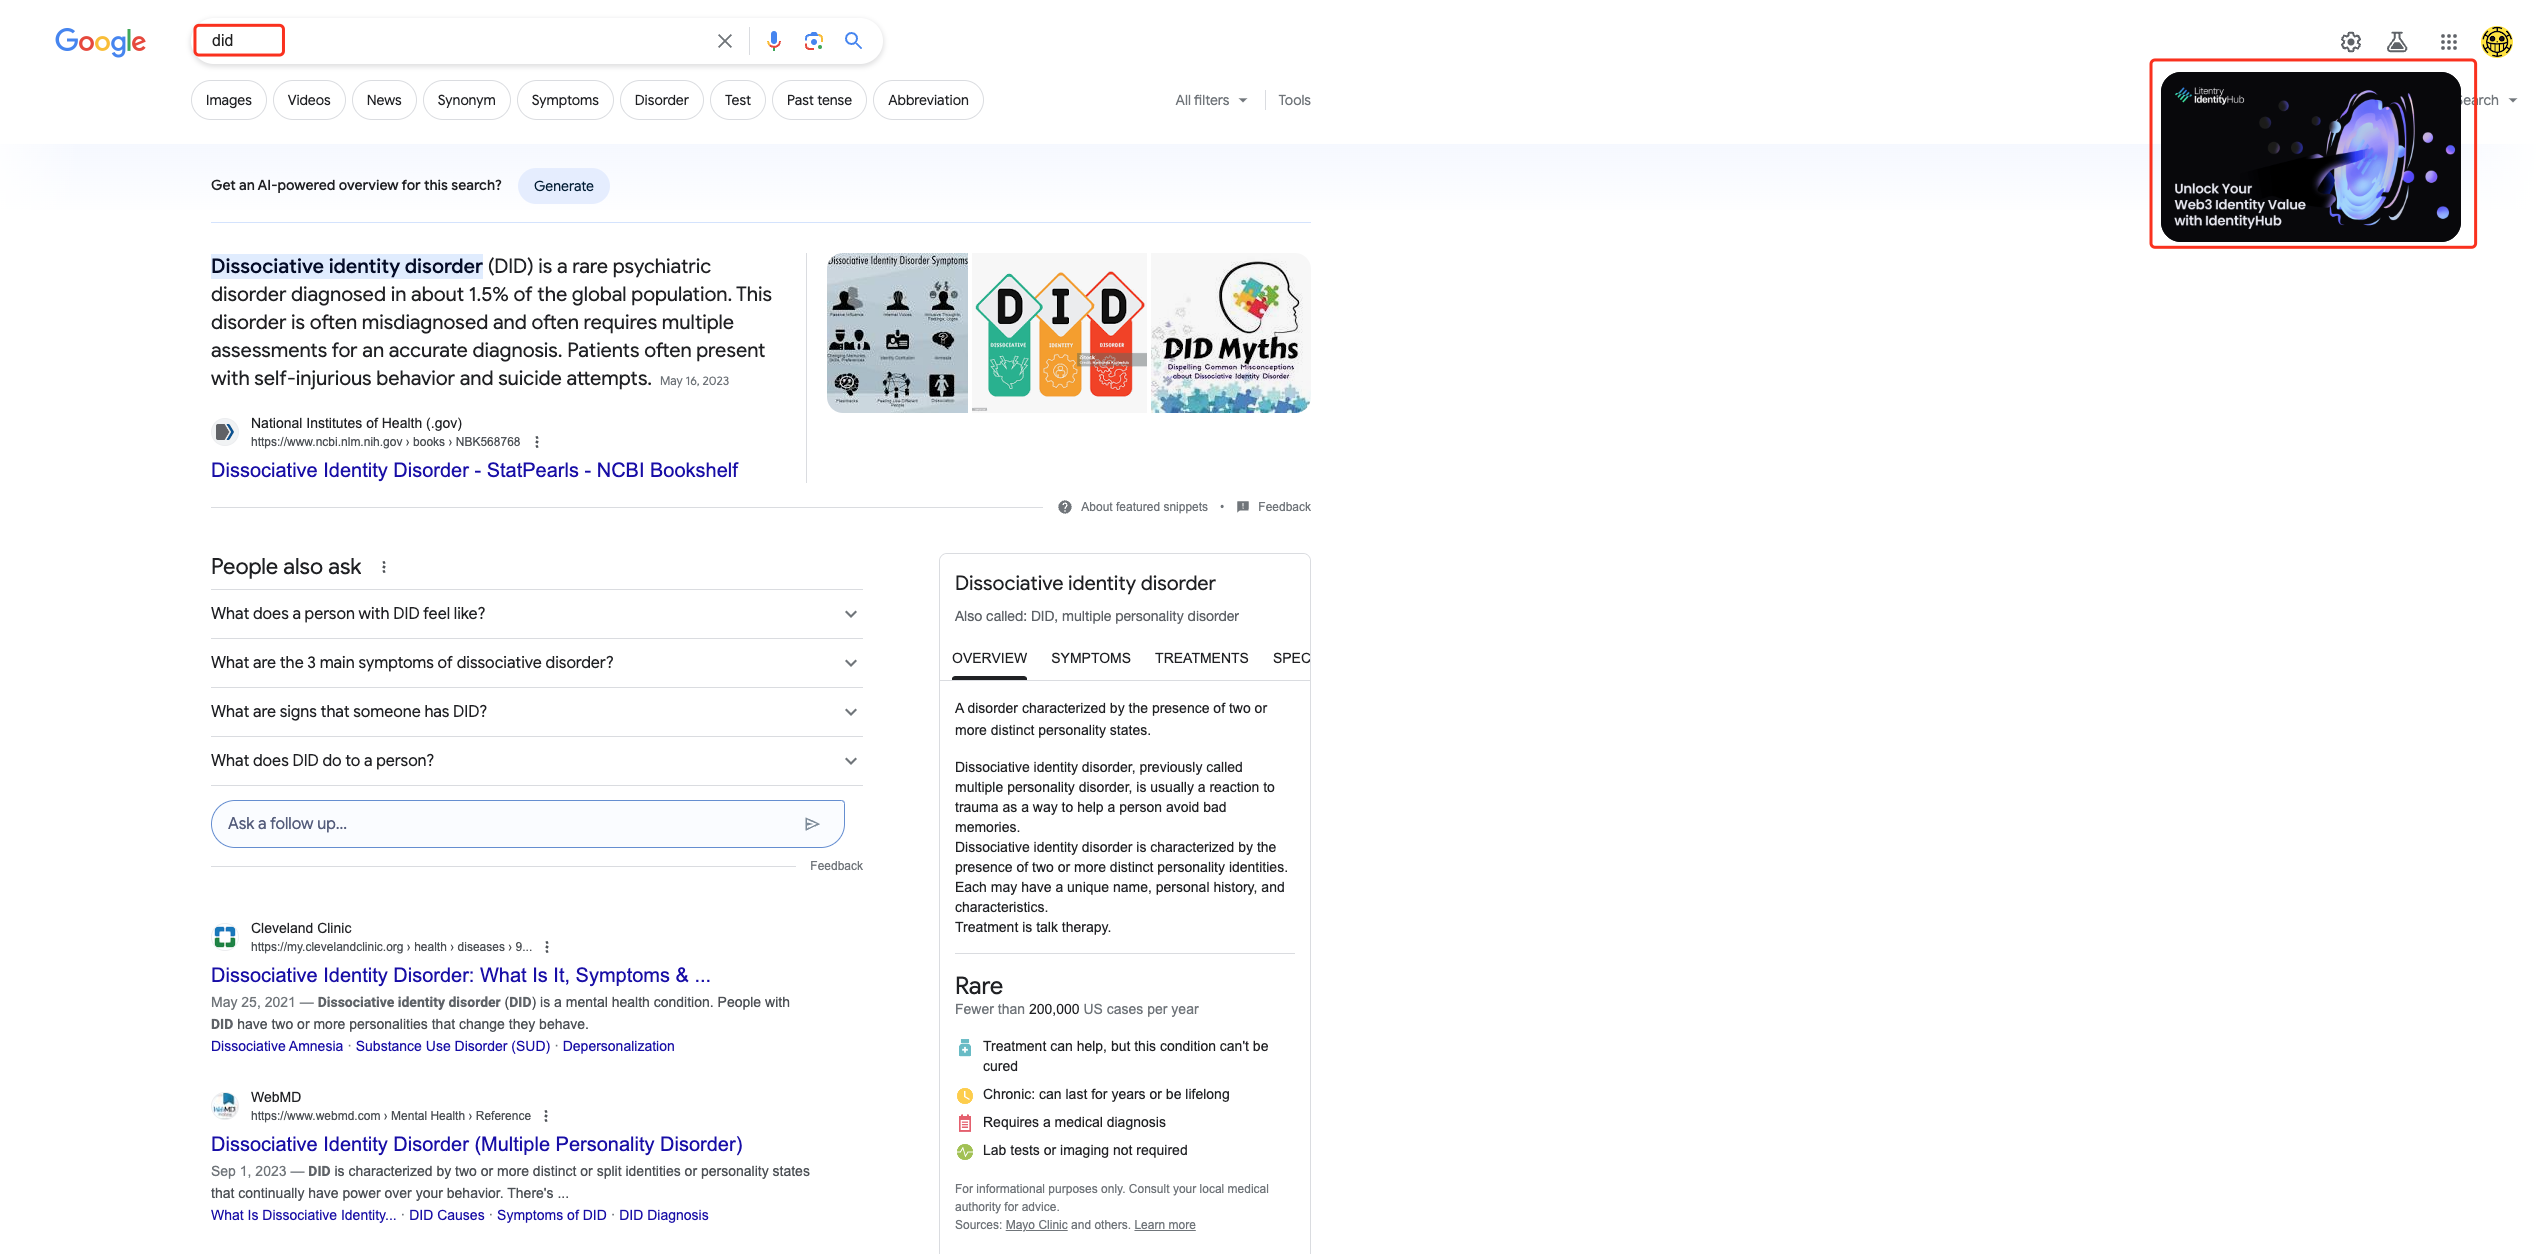 Google
did
Images
Videos
News
Synonym
Symptoms
Disorder
Test
Past tense
Abbreviation
All filters
Tools
Search
Litentry
IdentityHub
Unlock Your
Web3 Identity Value
with IdentityHub
Get an AI-powered overview for this search?
Generate
Dissociative identity disorder (DID) is a rare psychiatric
disorder diagnosed in about 1.5% of the global population. This
disorder is often misdiagnosed and often requires multiple
assessments for an accurate diagnosis. Patients often present
with self-injurious behavior and suicide attempts. May 16, 2023
Dissociative Identity Disorder Symptoms
Flashbacks
DID
DISSOCIATIVE
IDENTITY
DISORDER
DID Myths
Dispelling Common Misconceptions
about Dissociative Identity Disorder
National Institutes of Health (.gov)
https://www.ncbi.nlm.nih.gov › books › NBK568768
Dissociative Identity Disorder - StatPearls - NCBI Bookshelf
About featured snippets • Feedback
People also ask
What does a person with DID feel like?
What are the 3 main symptoms of dissociative disorder?
What are signs that someone has DID?
What does DID do to a person?
Ask a follow up...
Feedback
Cleveland Clinic
https://my.clevelandclinic.org › health › diseases › 9...
Dissociative Identity Disorder: What Is It, Symptoms & ...
May 25, 2021 — Dissociative identity disorder (DID) is a mental health condition. People with
DID have two or more personalities that change they behave.
Dissociative Amnesia · Substance Use Disorder (SUD) · Depersonalization
WebMD
https://www.webmd.com › Mental Health › Reference
Dissociative Identity Disorder (Multiple Personality Disorder)
Sep 1, 2023 — DID is characterized by two or more distinct or split identities or personality states
that continually have power over your behavior. There's ...
What Is Dissociative Identity... · DID Causes · Symptoms of DID · DID Diagnosis
Dissociative identity disorder
Also called: DID, multiple personality disorder
OVERVIEW
SYMPTOMS
TREATMENTS
SPEC
A disorder characterized by the presence of two or
more distinct personality states.
Dissociative identity disorder, previously called
multiple personality disorder, is usually a reaction to
trauma as a way to help a person avoid bad
memories.
Dissociative identity disorder is characterized by the
presence of two or more distinct personality identities.
Each may have a unique name, personal history, and
characteristics.
Treatment is talk therapy.
Rare
Fewer than 200,000 US cases per year
Treatment can help, but this condition can't be
cured
Chronic: can last for years or be lifelong
Requires a medical diagnosis
Lab tests or imaging not required
For informational purposes only. Consult your local medical
authority for advice.
Sources: Mayo Clinic and others. Learn more